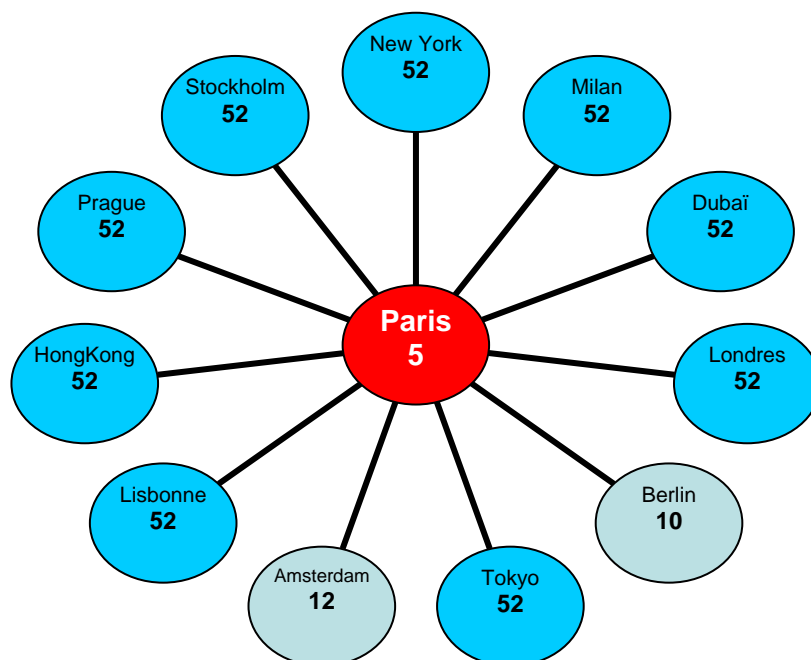 New York
52
Stockholm
52
Milan
52
Prague
52
Dubaï
52
Paris
5
HongKong
52
Londres
52
Lisbonne
52
Berlin
10
Amsterdam
12
Tokyo
52